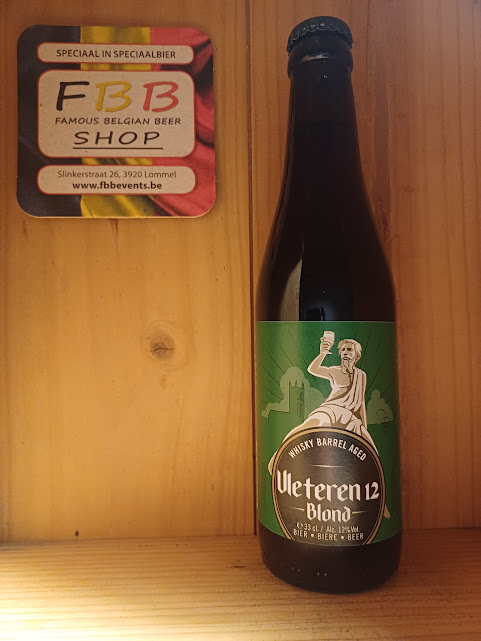 SPECIAAL IN SPECIAALBIER
FBB
FAMOUS BELGIAN BEER
SHOP
Slinkerstraat 26, 3920 Lommel
www.fbbevents.be
WHISKY BARREL AGED
Vleteren 12
Blond
℮33 cl. / Alc. 12% Vol.
BIER • BIÈRE • BEER